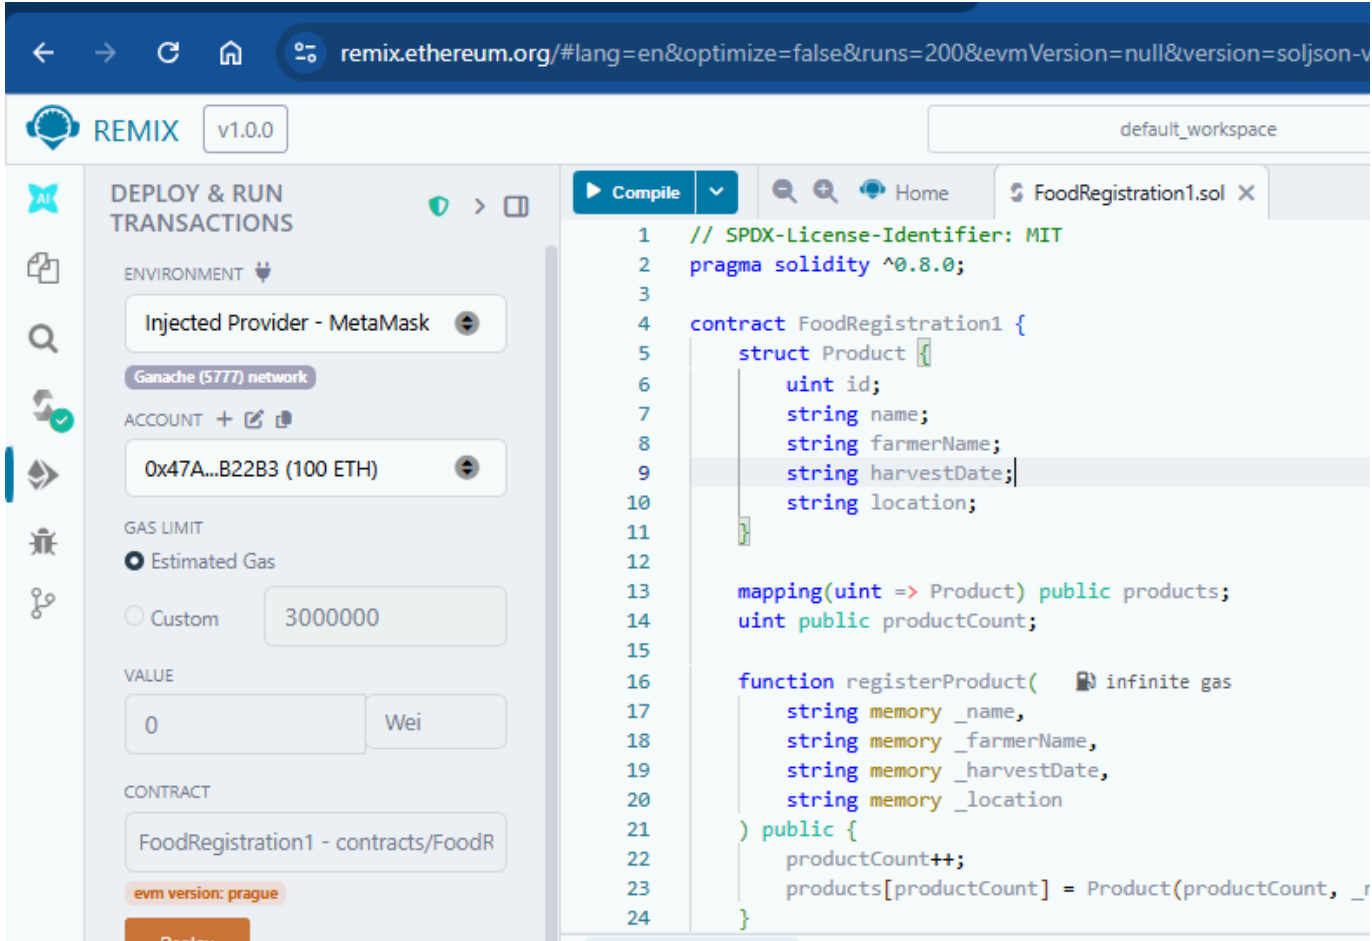 remix.ethereum.org/#lang=en&optimize=false&runs=200&evmVersion=null&version=soljson-v
REMIX v1.0.0 default_workspace
AI
DEPLOY & RUN
TRANSACTIONS
ENVIRONMENT
Injected Provider - MetaMask
Ganache (5777) network
ACCOUNT
0x47A...B22B3 (100 ETH)
GAS LIMIT
Estimated Gas
Custom 3000000
VALUE
0 Wei
CONTRACT
FoodRegistration1 - contracts/FoodR
evm version: prague
Deploy
Compile Home FoodRegistration1.sol
1 // SPDX-License-Identifier: MIT
2 pragma solidity ^0.8.0;
3
4 contract FoodRegistration1 {
5 struct Product {
6 uint id;
7 string name;
8 string farmerName;
9 string harvestDate;
10 string location;
11 }
12
13 mapping(uint => Product) public products;
14 uint public productCount;
15
16 function registerProduct( infinite gas
17 string memory _name,
18 string memory _farmerName,
19 string memory _harvestDate,
20 string memory _location
21 ) public {
22 productCount++;
23 products[productCount] = Product(productCount, _n
24 }